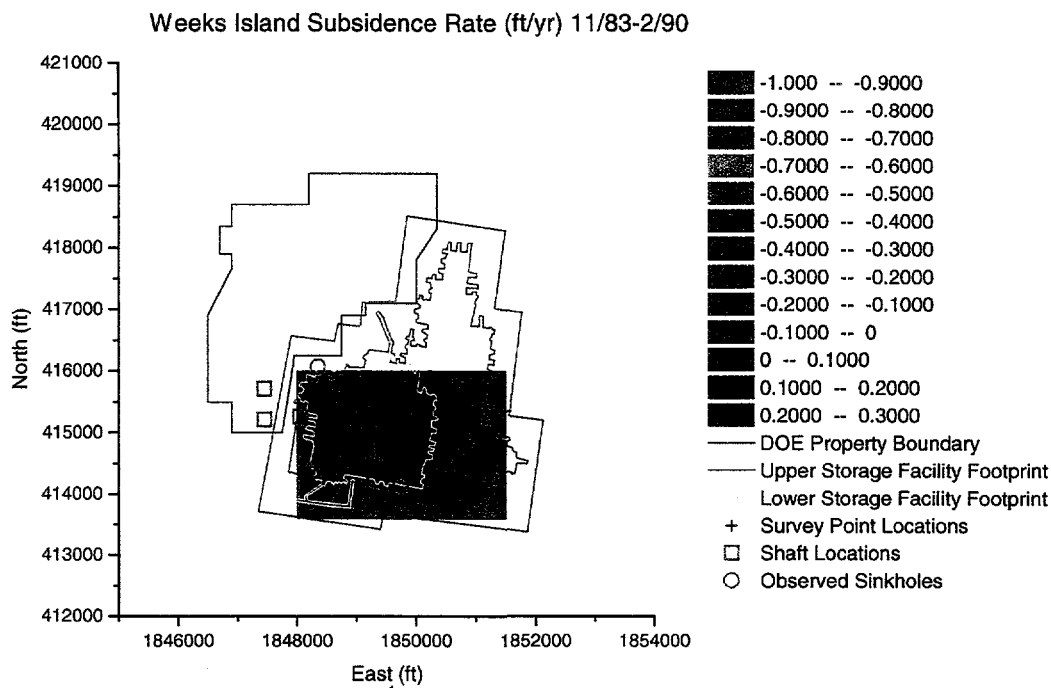 Weeks Island Subsidence Rate (ft/yr) 11/83-2/90
421000
420000
419000
418000
417000
416000
415000
414000
413000
412000
North (ft)
1846000 1848000 1850000 1852000 1854000
East (ft)
-1.000 -- -0.9000
-0.9000 -- -0.8000
-0.8000 -- -0.7000
-0.7000 -- -0.6000
-0.6000 -- -0.5000
-0.5000 -- -0.4000
-0.4000 -- -0.3000
-0.3000 -- -0.2000
-0.2000 -- -0.1000
-0.1000 -- 0
0 -- 0.1000
0.1000 -- 0.2000
0.2000 -- 0.3000
DOE Property Boundary
Upper Storage Facility Footprint
Lower Storage Facility Footprint
Survey Point Locations
Shaft Locations
Observed Sinkholes